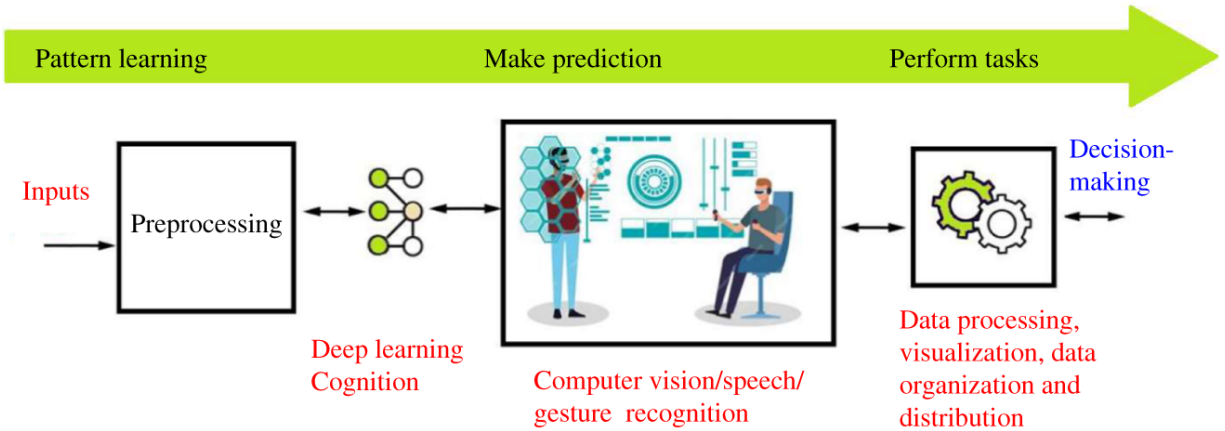 Pattern learning
Make prediction
Perform tasks
Inputs
Preprocessing
Deep learning
Cognition
Computer vision/speech/
gesture recognition
Data processing,
visualization, data
organization and
distribution
Decision-
making